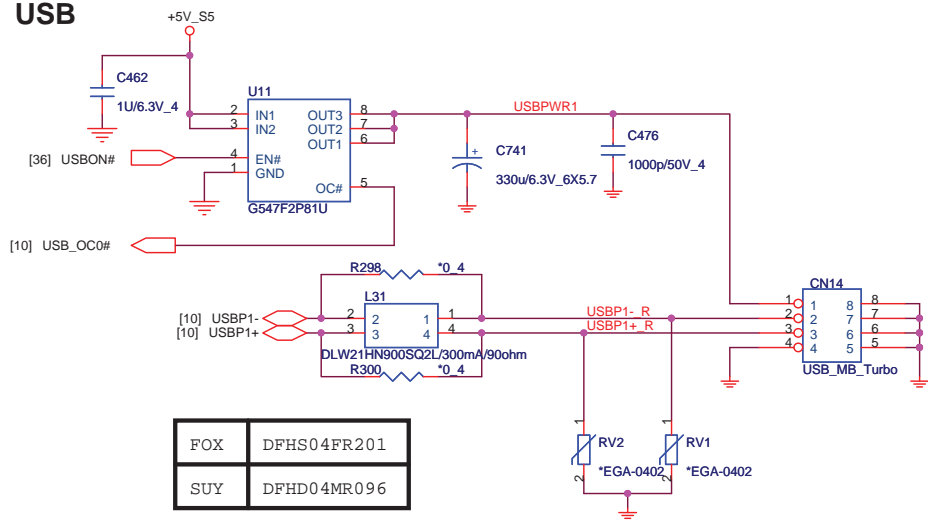 USB
+5V_S5
C462
1U/6.3V_4
U11
2 IN1 OUT3 8
3 IN2 OUT2 7
OUT1 6
4 EN#
1 GND
OC# 5
G547F2P81U
USBPWR1
[36] USBON#
[10] USB_OC0#
+ C741
330u/6.3V_6X5.7
C476
1000p/50V_4
R298 *0_4
L31
[10] USBP1- 2 2 1 1 USBP1-_R
[10] USBP1+ 3 3 4 4 USBP1+_R
DLW21HN900SQ2L/300mA/90ohm
R300 *0_4
CN14
1 1 8 8
2 2 7 7
3 3 6 6
4 4 5 5
USB_MB_Turbo
1 RV2
*EGA-0402
2
1 RV1
*EGA-0402
2
FOX DFHS04FR201
SUY DFHD04MR096